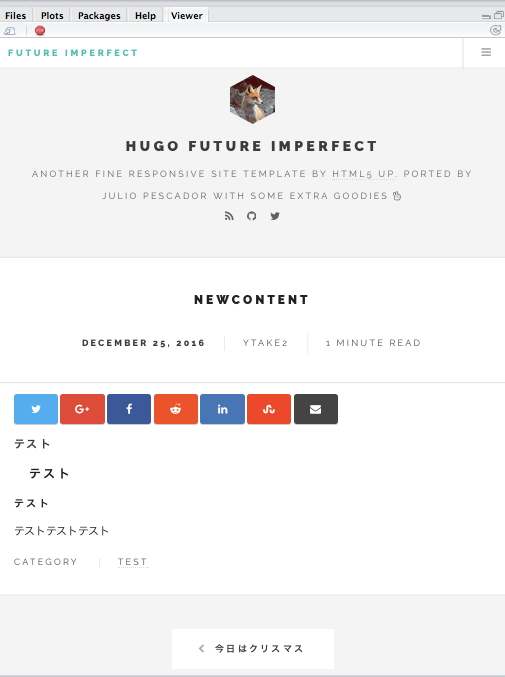 Files Plots Packages Help Viewer
FUTURE IMPERFECT
HUGO FUTURE IMPERFECT
ANOTHER FINE RESPONSIVE SITE TEMPLATE BY HTML5 UP. PORTED BY
JULIO PESCADOR WITH SOME EXTRA GOODIES
NEWCONTENT
DECEMBER 25, 2016 YTAKE2 1 MINUTE READ
G+ f in
テスト
テスト
テスト
テストテストテスト
CATEGORY TEST
今日はクリスマス